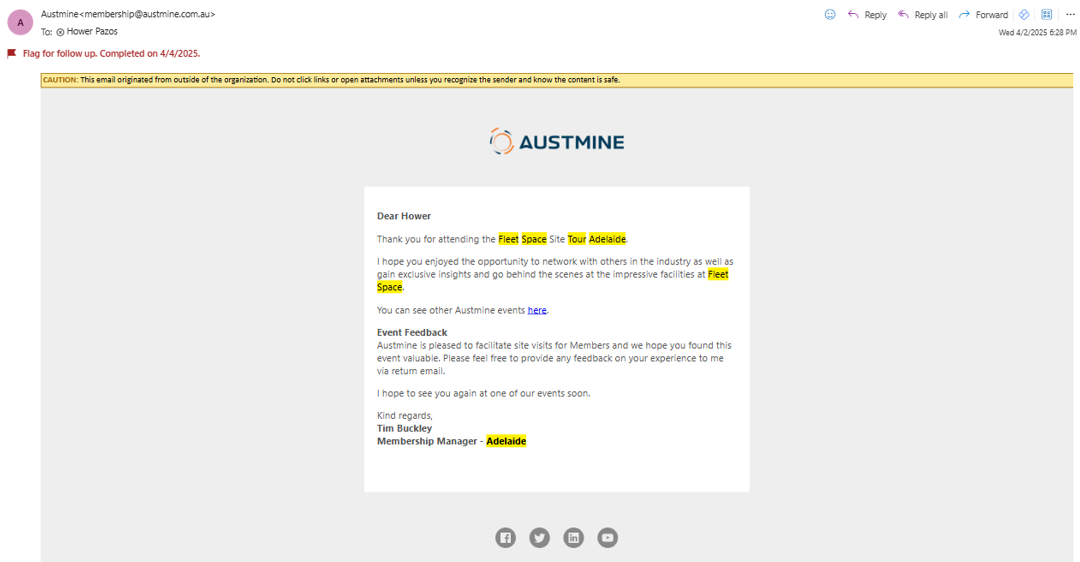 A
Austmine<membership@austmine.com.au>
To: Hower Pazos
Reply
Reply all
Forward
Wed 4/2/2025 6:28 PM
Flag for follow up. Completed on 4/4/2025.
CAUTION: This email originated from outside of the organization. Do not click links or open attachments unless you recognize the sender and know the content is safe.
AUSTMINE
Dear Hower
Thank you for attending the Fleet Space Site Tour Adelaide.
I hope you enjoyed the opportunity to network with others in the industry as well as
gain exclusive insights and go behind the scenes at the impressive facilities at Fleet
Space.
You can see other Austmine events here.
Event Feedback
Austmine is pleased to facilitate site visits for Members and we hope you found this
event valuable. Please feel free to provide any feedback on your experience to me
via return email.
I hope to see you again at one of our events soon.
Kind regards,
Tim Buckley
Membership Manager - Adelaide